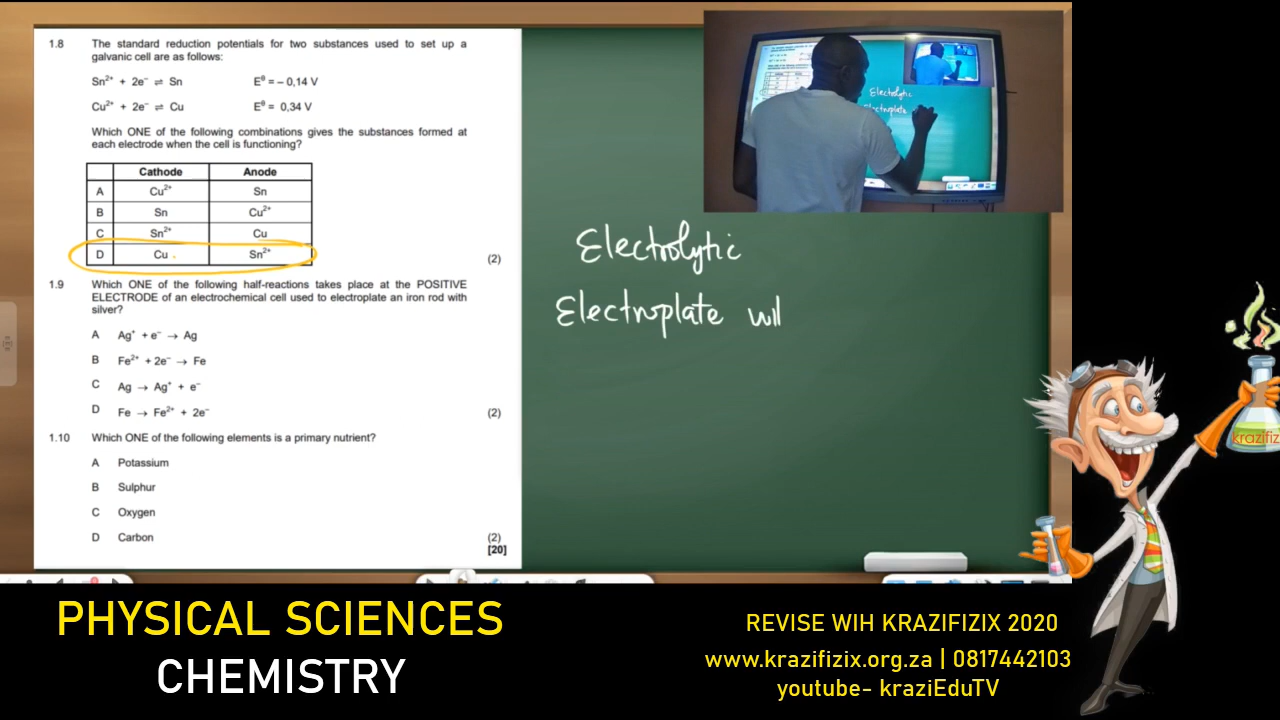 1.8 The standard reduction potentials for two substances used to set up a
galvanic cell are as follows:
Sn²⁺ + 2e⁻ ⇌ Sn E⁰ = − 0,14 V
Cu²⁺ + 2e⁻ ⇌ Cu E⁰ = 0,34 V
Which ONE of the following combinations gives the substances formed at
each electrode when the cell is functioning?
Cathode Anode
A Cu²⁺ Sn
B Sn Cu²⁺
C Sn²⁺ Cu
D Cu Sn²⁺
(2)
1.9 Which ONE of the following half-reactions takes place at the POSITIVE
ELECTRODE of an electrochemical cell used to electroplate an iron rod with
silver?
A Ag⁺ + e⁻ → Ag
B Fe²⁺ + 2e⁻ → Fe
C Ag → Ag⁺ + e⁻
D Fe → Fe²⁺ + 2e⁻ (2)
1.10 Which ONE of the following elements is a primary nutrient?
A Potassium
B Sulphur
C Oxygen
D Carbon (2)
[20]
Electrolytic
Electroplate
Electrolytic
Electroplate
krazifiz
PHYSICAL SCIENCES
CHEMISTRY
REVISE WIH KRAZIFIZIX 2020
www.krazifizix.org.za | 0817442103
youtube- kraziEduTV